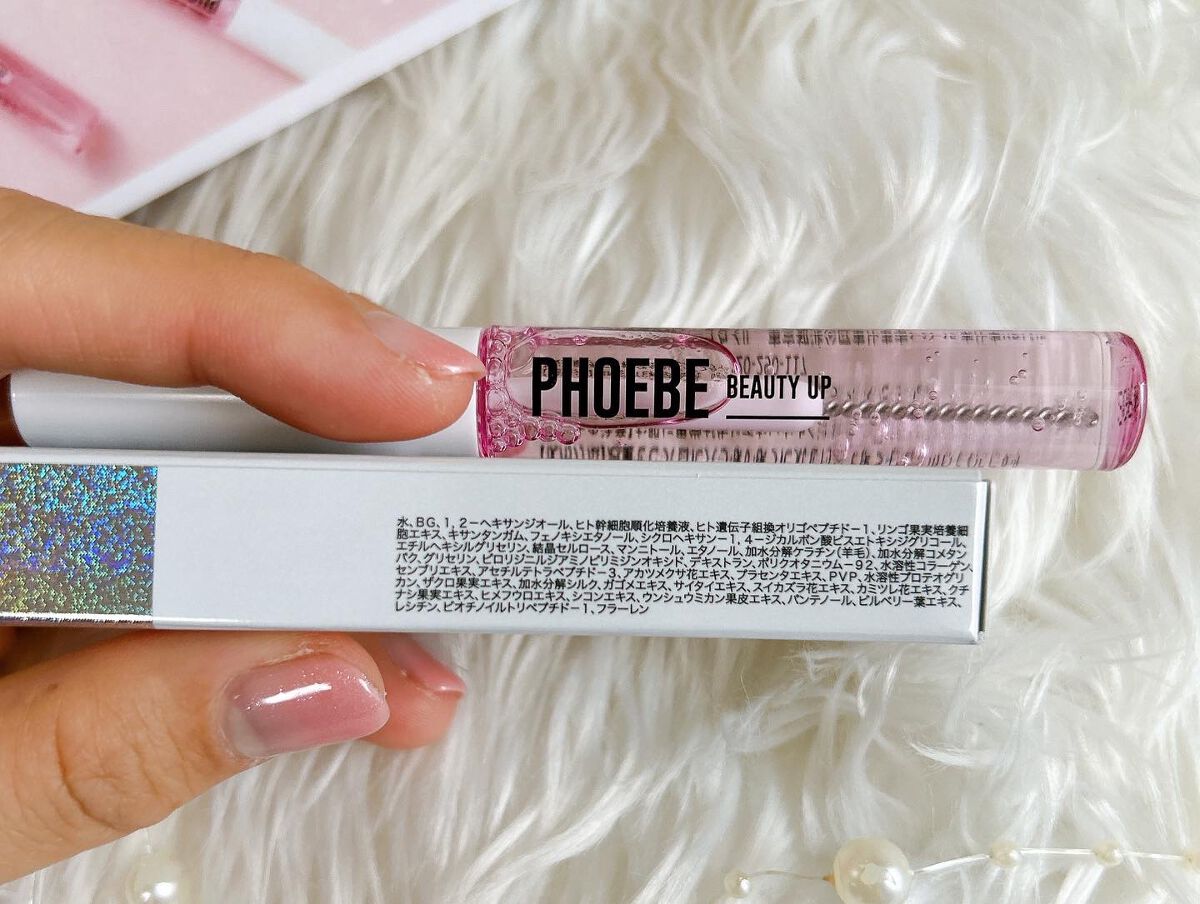 PHOEBE BEAUTY UP
水、BG、1,2-ヘキサンジオール、ヒト幹細胞順化培養液、ヒト遺伝子組換オリゴペプチド-1、リンゴ果実培養細
胞エキス、キサンタンガム、フェノキシエタノール、シクロヘキサン-1,4-ジカルボン酸ビスエトキシジグリコール、
エチルヘキシルグリセリン、結晶セルロース、マンニトール、エタノール、加水分解ケラチン(羊毛)、加水分解コメタン
パク、グリセリン、ピロリジニルジアミノピリミジンオキシド、デキストラン、ポリクオタニウム-92、水溶性コラーゲン、
センブリエキス、アセチルデトラペプチド-3、アカツメクサ花エキス、プラセンタエキス、PVP、水溶性プロテオグリ
カン、ザクロ果実エキス、加水分解シルク、ガゴメエキス、サイタイエキス、スイカズラ花エキス、カミツレ花エキス、クチ
ナシ果実エキス、ヒメフウロエキス、シコンエキス、ウンシュウミカン果皮エキス、パンテノール、ビルベリー葉エキス、
レシチン、ビオチノイルトリペプチド-1、フラーレン